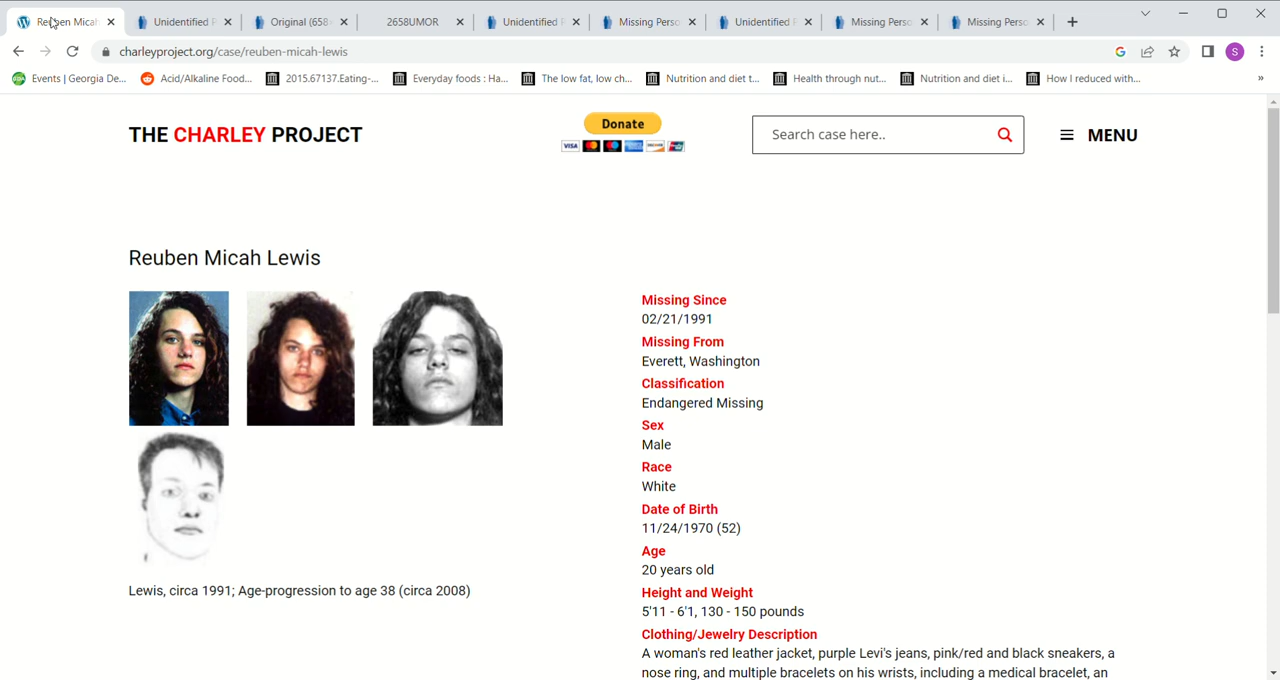 Reuben Micah
Unidentified P
Original (658
2658UMOR
Unidentified P
Missing Perso
Unidentified P
Missing Perso
Missing Perso
charleyproject.org/case/reuben-micah-lewis
S
Events | Georgia De...
Acid/Alkaline Food...
2015.67137.Eating-...
Everyday foods : Ha...
The low fat, low ch...
Nutrition and diet t...
Health through nut...
Nutrition and diet i...
How I reduced with...
»
THE CHARLEY PROJECT
Donate
VISA
Search case here..
MENU
Reuben Micah Lewis
Lewis, circa 1991; Age-progression to age 38 (circa 2008)
Missing Since
02/21/1991
Missing From
Everett, Washington
Classification
Endangered Missing
Sex
Male
Race
White
Date of Birth
11/24/1970 (52)
Age
20 years old
Height and Weight
5'11 - 6'1, 130 - 150 pounds
Clothing/Jewelry Description
A woman's red leather jacket, purple Levi's jeans, pink/red and black sneakers, a
nose ring, and multiple bracelets on his wrists, including a medical bracelet, an